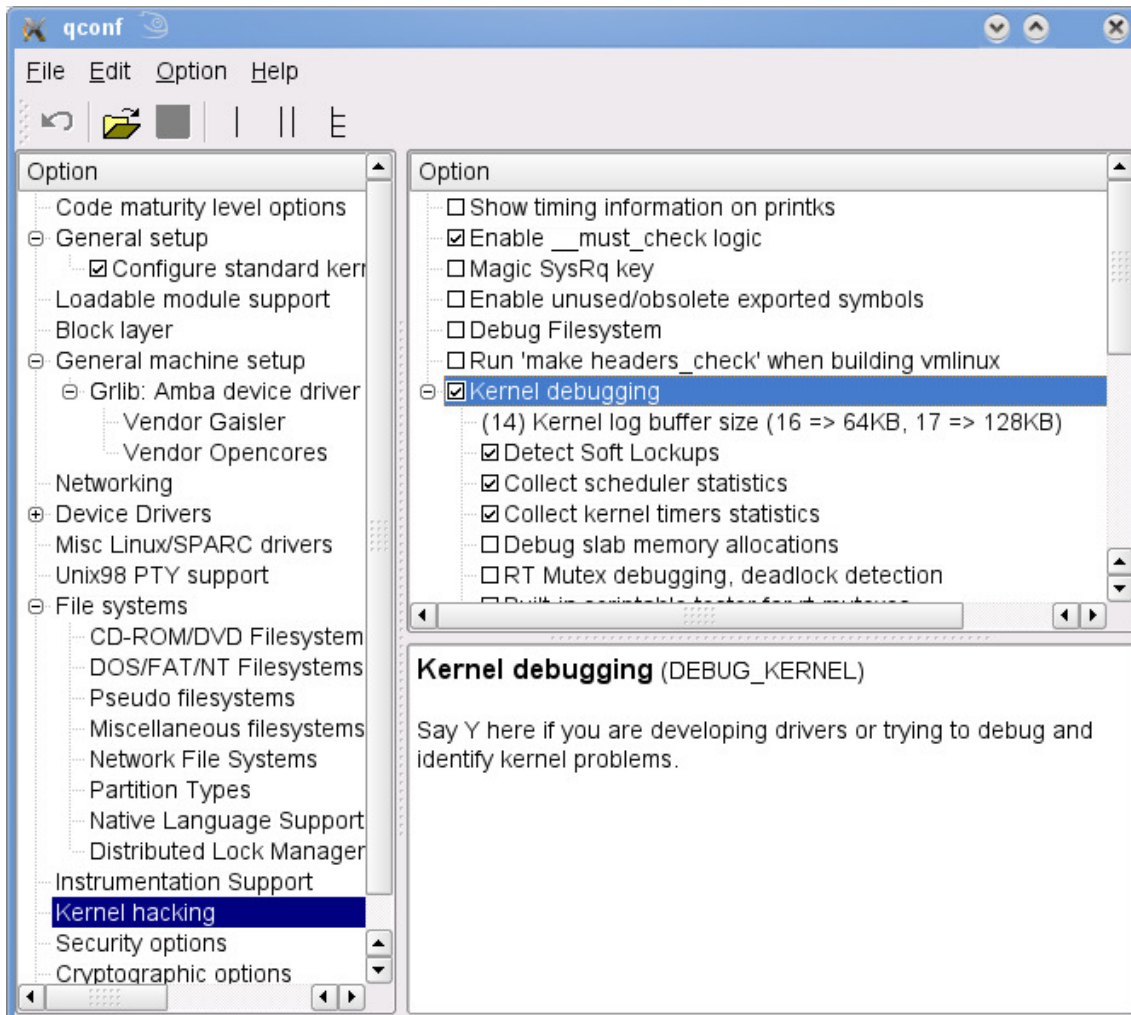 qconf
File Edit Option Help
Option
Code maturity level options
General setup
Configure standard kerr
Loadable module support
Block layer
General machine setup
Grlib: Amba device driver
Vendor Gaisler
Vendor Opencores
Networking
Device Drivers
Misc Linux/SPARC drivers
Unix98 PTY support
File systems
CD-ROM/DVD Filesystem
DOS/FAT/NT Filesystems
Pseudo filesystems
Miscellaneous filesystems
Network File Systems
Partition Types
Native Language Support
Distributed Lock Manager
Instrumentation Support
Kernel hacking
Security options
Cryptographic options
Option
Show timing information on printks
Enable __must_check logic
Magic SysRq key
Enable unused/obsolete exported symbols
Debug Filesystem
Run 'make headers_check' when building vmlinux
Kernel debugging
(14) Kernel log buffer size (16 => 64KB, 17 => 128KB)
Detect Soft Lockups
Collect scheduler statistics
Collect kernel timers statistics
Debug slab memory allocations
RT Mutex debugging, deadlock detection
Built-in scriptable tester for rt-mutexes
Kernel debugging (DEBUG_KERNEL)
Say Y here if you are developing drivers or trying to debug and
identify kernel problems.